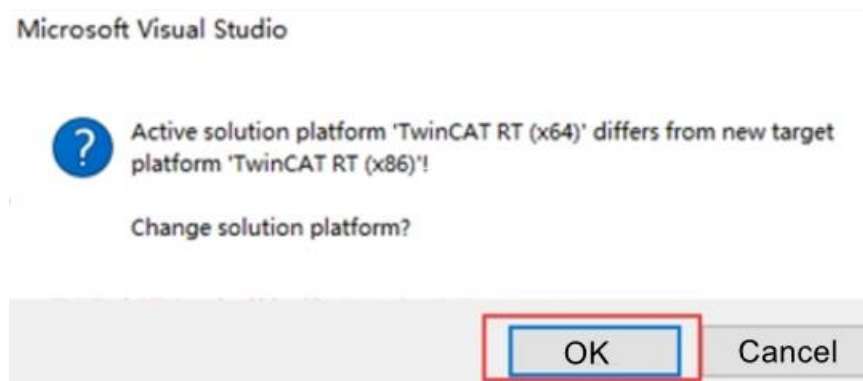 Microsoft Visual Studio
?
Active solution platform 'TwinCAT RT (x64)' differs from new target
platform 'TwinCAT RT (x86)'!
Change solution platform?
OK
Cancel